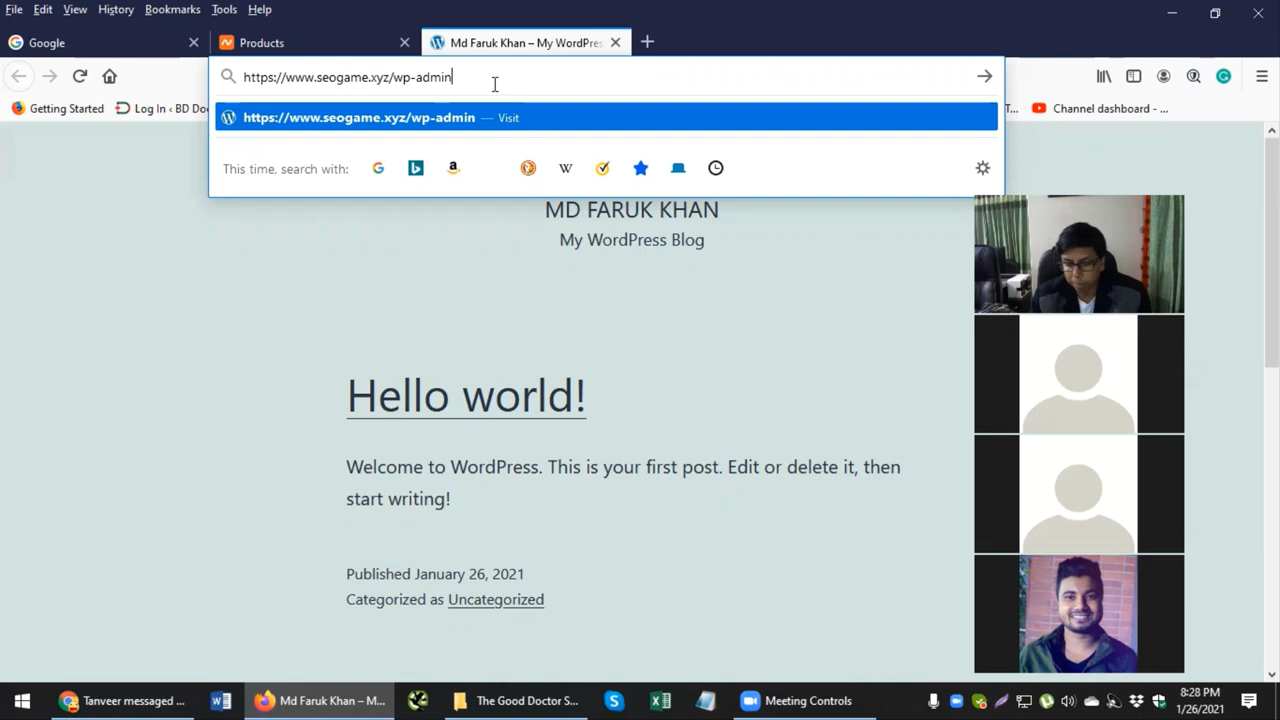 File Edit View History Bookmarks Tools Help
Google
Products
Md Faruk Khan – My WordPres
https://www.seogame.xyz/wp-admin
https://www.seogame.xyz/wp-admin — Visit
Getting Started
Log In ‹ BD Do
T...
Channel dashboard - ...
This time, search with:
MD FARUK KHAN
My WordPress Blog
Hello world!
Welcome to WordPress. This is your first post. Edit or delete it, then
start writing!
Published January 26, 2021
Categorized as Uncategorized
Tanveer messaged ...
Md Faruk Khan – M...
The Good Doctor S...
Meeting Controls
8:28 PM
1/26/2021